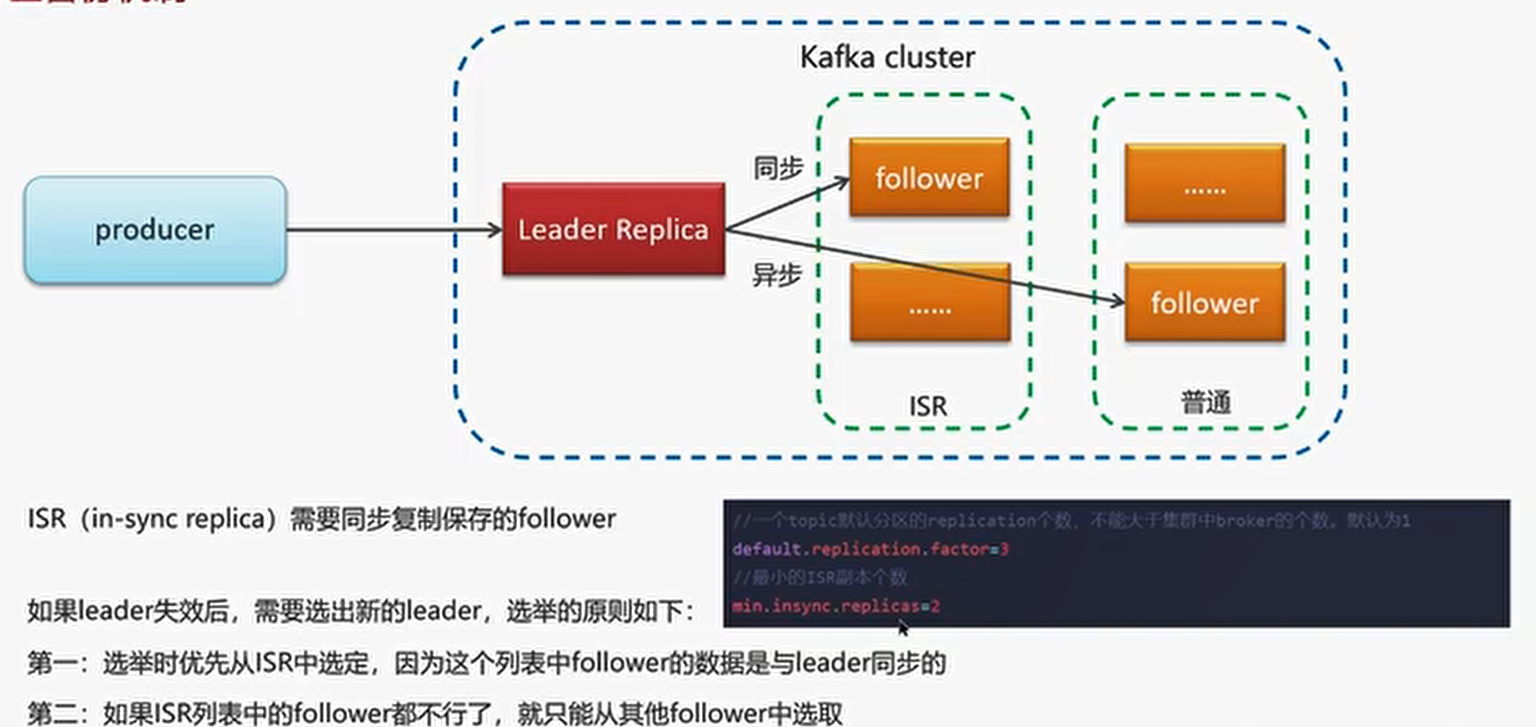 Kafka cluster
同步
follower
……
producer
Leader Replica
异步
……
follower
ISR
普通
ISR（in-sync replica）需要同步复制保存的follower
//一个topic默认分区的replication个数，不能大于集群中broker的个数。默认为1
default.replication.factor=3
//最小的ISR副本个数
min.insync.replicas=2
如果leader失效后，需要选出新的leader，选举的原则如下：
第一：选举时优先从ISR中选定，因为这个列表中follower的数据是与leader同步的
第二：如果ISR列表中的follower都不行了，就只能从其他follower中选取